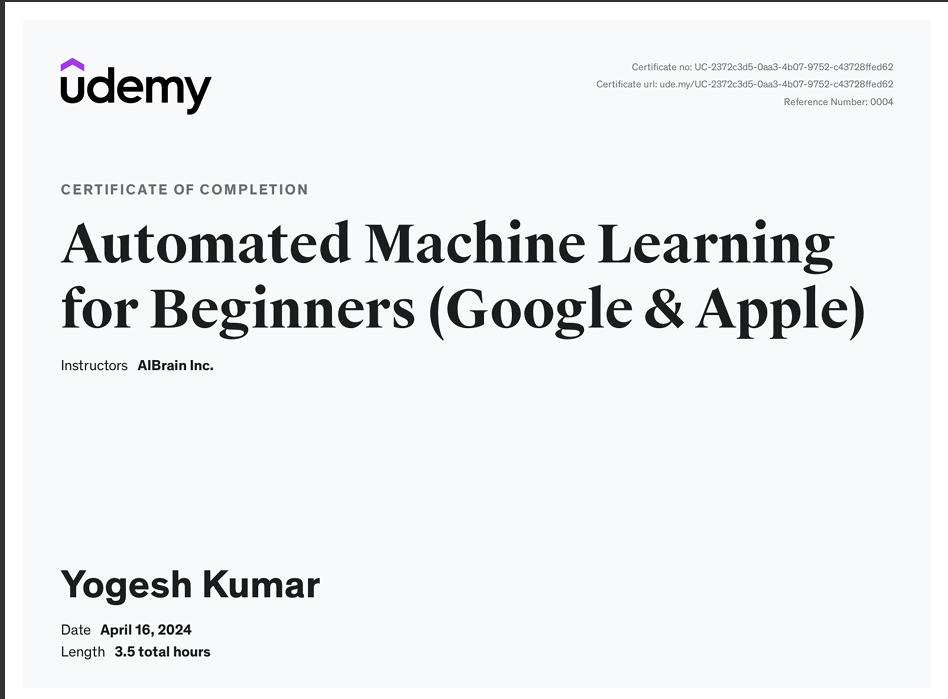 udemy
Certificate no: UC-2372c3d5-0aa3-4b07-9752-c43728ffed62
Certificate url: ude.my/UC-2372c3d5-0aa3-4b07-9752-c43728ffed62
Reference Number: 0004
CERTIFICATE OF COMPLETION
Automated Machine Learning
for Beginners (Google & Apple)
Instructors AIBrain Inc.
Yogesh Kumar
Date April 16, 2024
Length 3.5 total hours